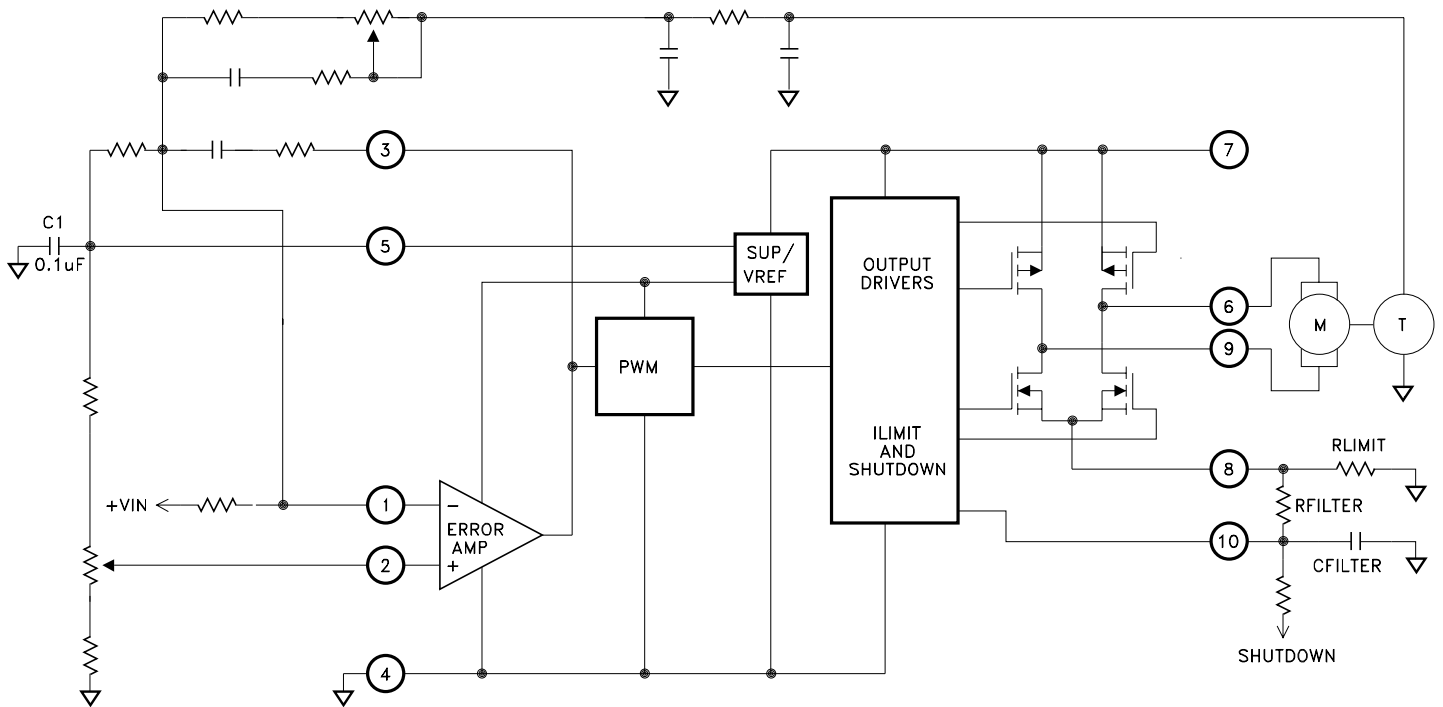 3
7
C1
0.1uF
5
SUP/
VREF
OUTPUT
DRIVERS
6
M
T
9
PWM
ILIMIT
AND
SHUTDOWN
8
RLIMIT
+VIN
1
−
ERROR
AMP
+
2
RFILTER
10
CFILTER
SHUTDOWN
4